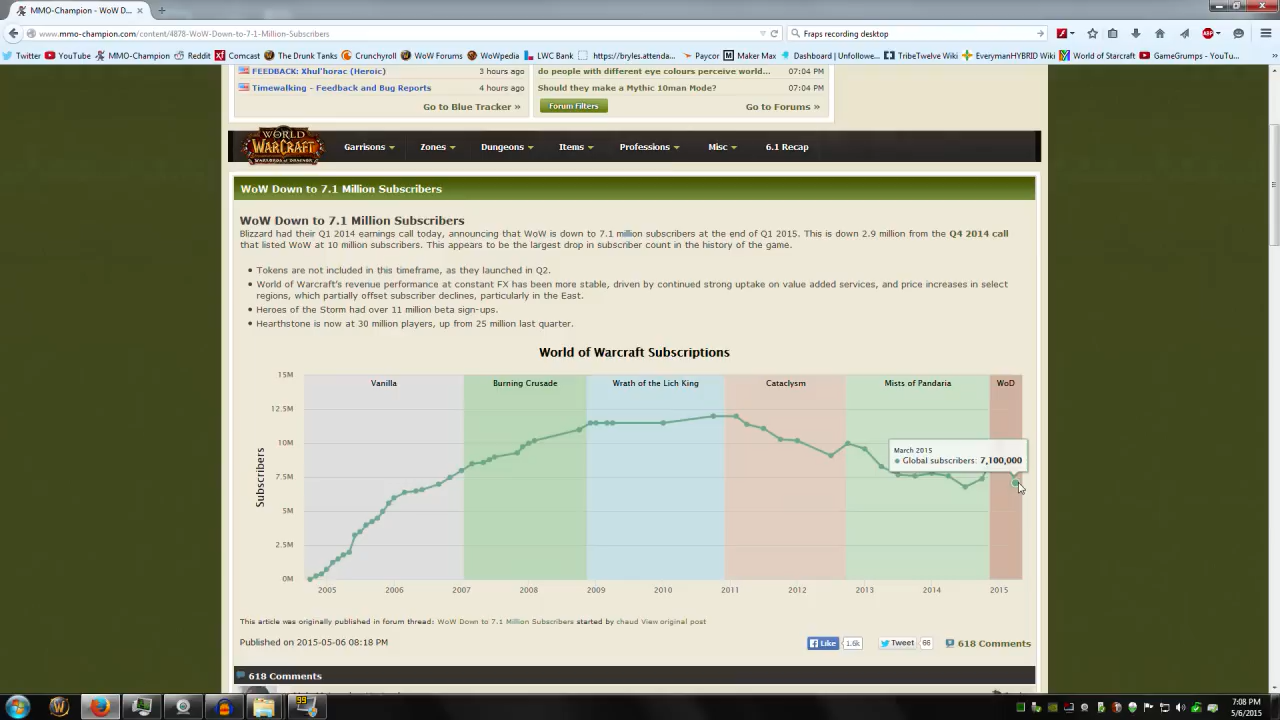 MMO-Champion - WoW D...
www.mmo-champion.com/content/4878-WoW-Down-to-7-1-Million-Subscribers
Fraps recording desktop
Twitter YouTube MMO-Champion Reddit Comcast The Drunk Tanks Crunchyroll WoW Forums WoWpedia LWC Bank https://bryles.attenda... Paycor Maker Max Dashboard | Unfollowe... TribeTwelve Wiki EverymanHYBRID Wiki World of Starcraft GameGrumps - YouTu...
FEEDBACK: Xhul'horac (Heroic) 3 hours ago do people with different eye colours perceive world... 07:04 PM
Timewalking - Feedback and Bug Reports 4 hours ago Should they make a Mythic 10man Mode? 07:04 PM
Go to Blue Tracker » Forum Filters Go to Forums »
WORLD OF WARCRAFT WARLORDS OF DRAENOR Garrisons Zones Dungeons Items Professions Misc 6.1 Recap
WoW Down to 7.1 Million Subscribers
WoW Down to 7.1 Million Subscribers
Blizzard had their Q1 2014 earnings call today, announcing that WoW is down to 7.1 million subscribers at the end of Q1 2015. This is down 2.9 million from the Q4 2014 call
that listed WoW at 10 million subscribers. This appears to be the largest drop in subscriber count in the history of the game.
Tokens are not included in this timeframe, as they launched in Q2.
World of Warcraft's revenue performance at constant FX has been more stable, driven by continued strong uptake on value added services, and price increases in select
regions, which partially offset subscriber declines, particularly in the East.
Heroes of the Storm had over 11 million beta sign-ups.
Hearthstone is now at 30 million players, up from 25 million last quarter.
World of Warcraft Subscriptions
15M
Vanilla Burning Crusade Wrath of the Lich King Cataclysm Mists of Pandaria WoD
12.5M
10M
March 2015
Global subscribers: 7,100,000
7.5M
Subscribers
5M
2.5M
0M
2005 2006 2007 2008 2009 2010 2011 2012 2013 2014 2015
This article was originally published in forum thread: WoW Down to 7.1 Million Subscribers started by chaud View original post
Published on 2015-05-06 08:18 PM Like 1.6k Tweet 66 618 Comments
618 Comments
99
7:08 PM
5/6/2015